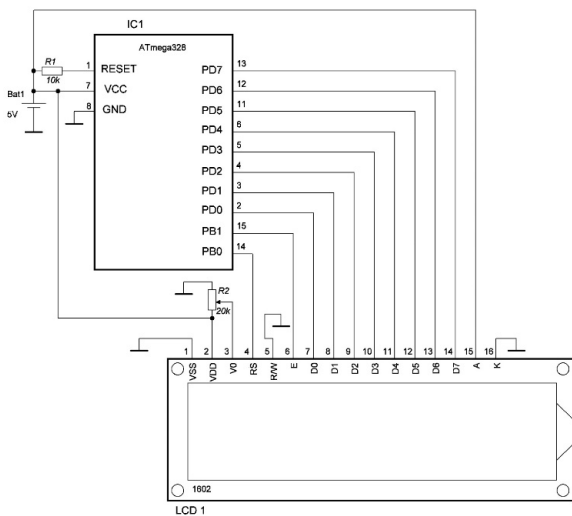 IC1
ATmega328
R1
10k
1
RESET
7
VCC
8
GND
Bat1
5V
PD7
13
PD6
12
PD5
11
PD4
6
PD3
5
PD2
4
PD1
3
PD0
2
PB1
15
PB0
14
R2
20k
1 2 3 4 5 6 7 8 9 10 11 12 13 14 15 16
VSS VDD V0 RS R/W E D0 D1 D2 D3 D4 D5 D6 D7 A K
1602
LCD 1